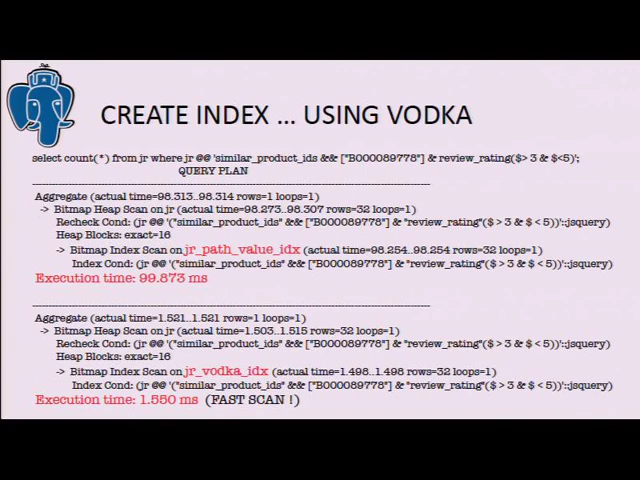 CREATE INDEX ... USING VODKA
select count(*) from jr where jr @@ 'similar_product_ids && ["B000089778"] & review_rating($> 3 & $<5)';
QUERY PLAN
--------------------------------------------------------------------------------
Aggregate (actual time=98.313..98.314 rows=1 loops=1)
-> Bitmap Heap Scan on jr (actual time=98.273..98.307 rows=32 loops=1)
Recheck Cond: (jr @@ '("similar_product_ids" && ["B000089778"] & "review_rating"($ > 3 & $ < 5))'::jsquery)
Heap Blocks: exact=16
-> Bitmap Index Scan on jr_path_value_idx (actual time=98.254..98.254 rows=32 loops=1)
Index Cond: (jr @@ '("similar_product_ids" && ["B000089778"] & "review_rating"($ > 3 & $ < 5))'::jsquery)
Execution time: 99.873 ms
--------------------------------------------------------------------------------
Aggregate (actual time=1.521..1.521 rows=1 loops=1)
-> Bitmap Heap Scan on jr (actual time=1.503..1.515 rows=32 loops=1)
Recheck Cond: (jr @@ '("similar_product_ids" && ["B000089778"] & "review_rating"($ > 3 & $ < 5))'::jsquery)
Heap Blocks: exact=16
-> Bitmap Index Scan on jr_vodka_idx (actual time=1.498..1.498 rows=32 loops=1)
Index Cond: (jr @@ '("similar_product_ids" && ["B000089778"] & "review_rating"($ > 3 & $ < 5))'::jsquery)
Execution time: 1.550 ms (FAST SCAN !)